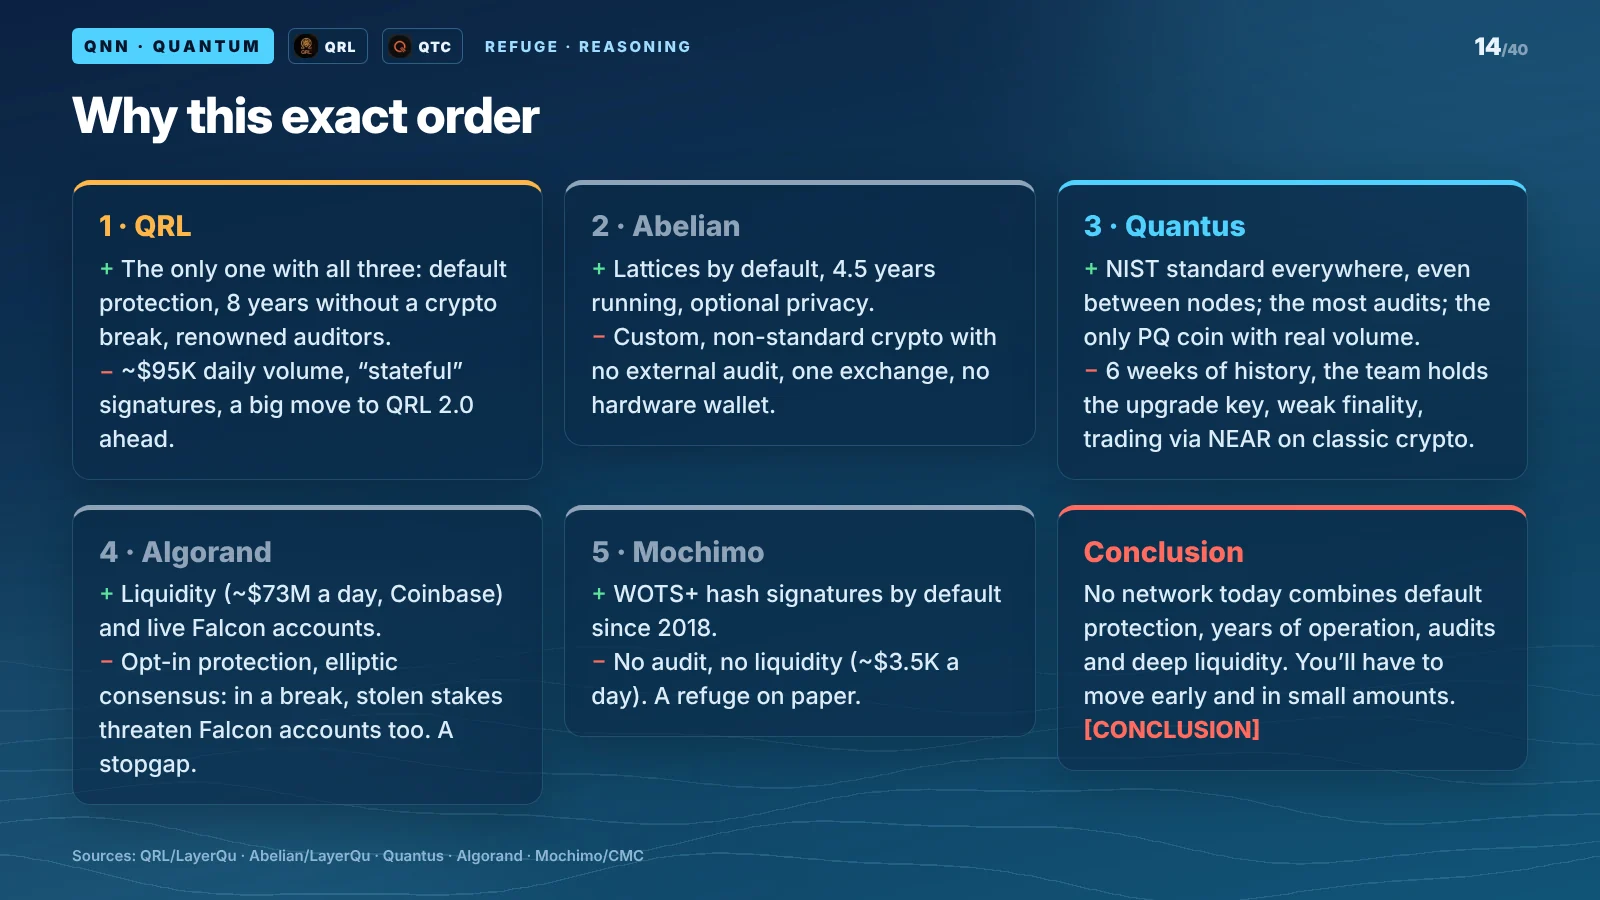 QNN · QUANTUM
QRL
QTC
REFUGE · REASONING
14/40
Why this exact order
1 · QRL
+ The only one with all three: default
protection, 8 years without a crypto
break, renowned auditors.
− ~$95K daily volume, “stateful”
signatures, a big move to QRL 2.0
ahead.
2 · Abelian
+ Lattices by default, 4.5 years
running, optional privacy.
− Custom, non-standard crypto with
no external audit, one exchange, no
hardware wallet.
3 · Quantus
+ NIST standard everywhere, even
between nodes; the most audits; the
only PQ coin with real volume.
− 6 weeks of history, the team holds
the upgrade key, weak finality,
trading via NEAR on classic crypto.
4 · Algorand
+ Liquidity (~$73M a day, Coinbase)
and live Falcon accounts.
− Opt-in protection, elliptic
consensus: in a break, stolen stakes
threaten Falcon accounts too. A
stopgap.
5 · Mochimo
+ WOTS+ hash signatures by default
since 2018.
− No audit, no liquidity (~$3.5K a
day). A refuge on paper.
Conclusion
No network today combines default
protection, years of operation, audits
and deep liquidity. You’ll have to
move early and in small amounts.
[CONCLUSION]
Sources: QRL/LayerQu · Abelian/LayerQu · Quantus · Algorand · Mochimo/CMC